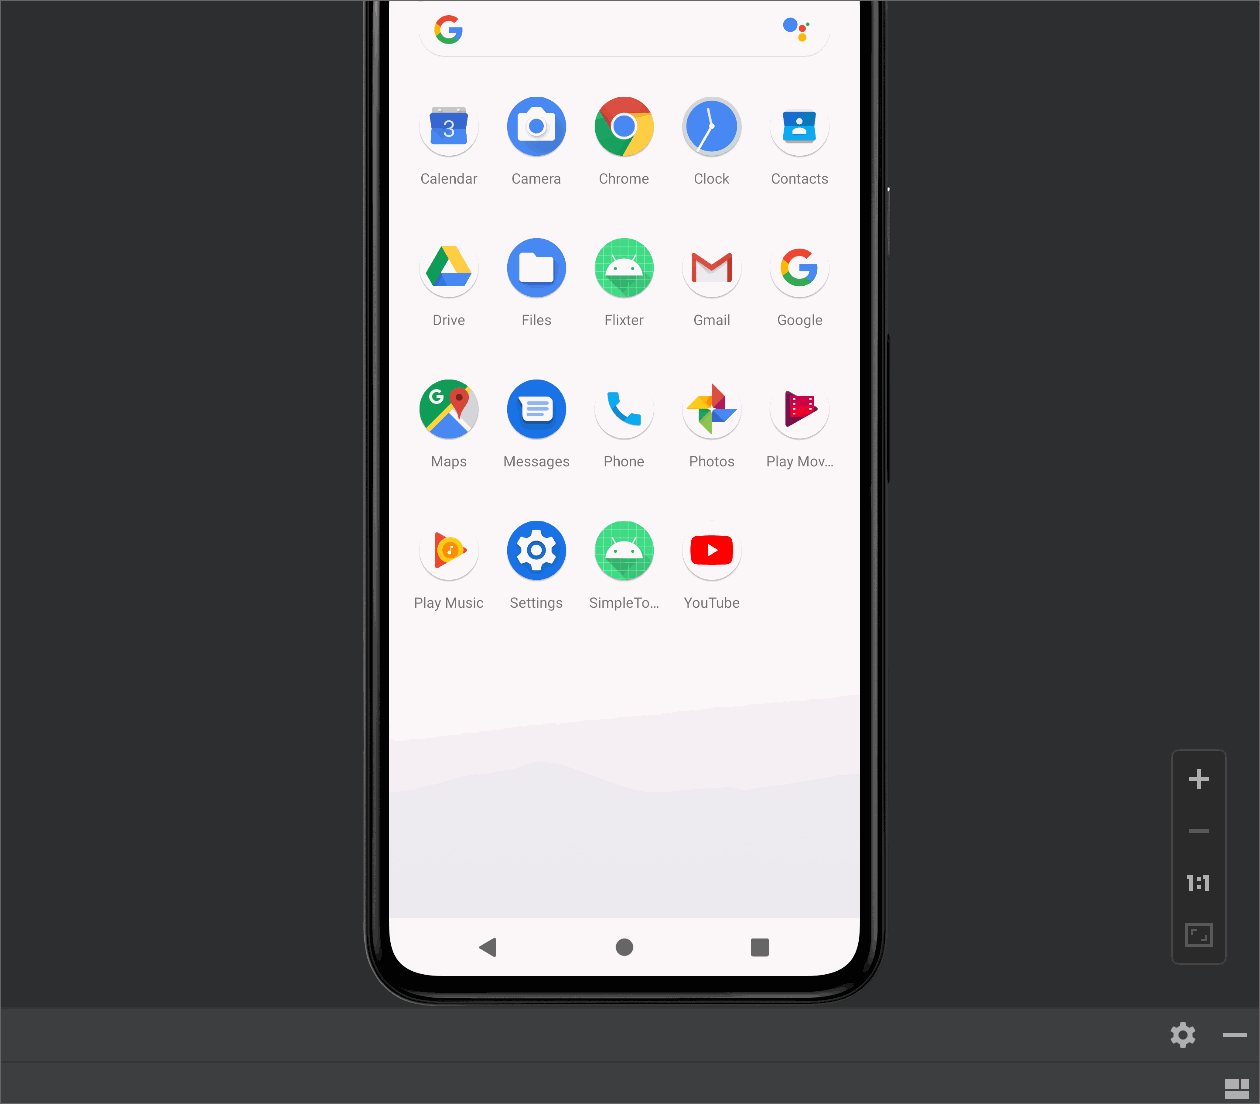 Calendar Camera Chrome Clock Contacts
Drive Files Flixter Gmail Google
Maps Messages Phone Photos Play Mov...
Play Music Settings SimpleTo... YouTube
3
G
1:1